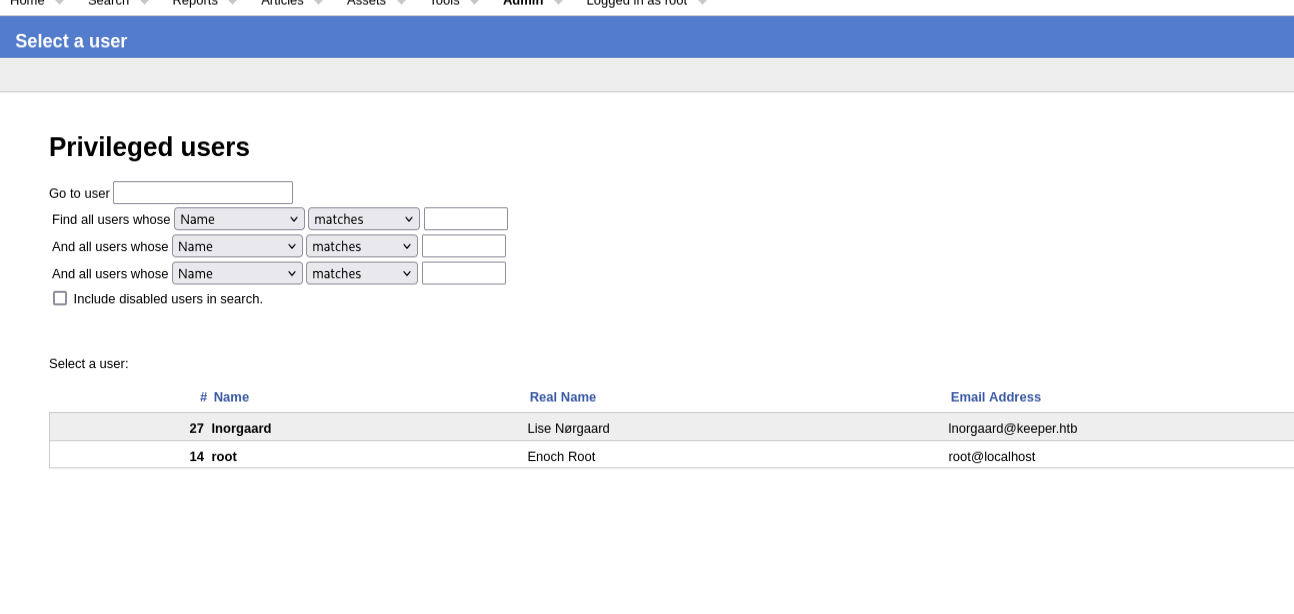 Home Search Reports Articles Assets Tools Admin Logged in as root
Select a user
Privileged users
Go to user
Find all users whose Name matches
And all users whose Name matches
And all users whose Name matches
Include disabled users in search.
Select a user:
# Name Real Name Email Address
27 lnorgaard Lise Nørgaard lnorgaard@keeper.htb
14 root Enoch Root root@localhost